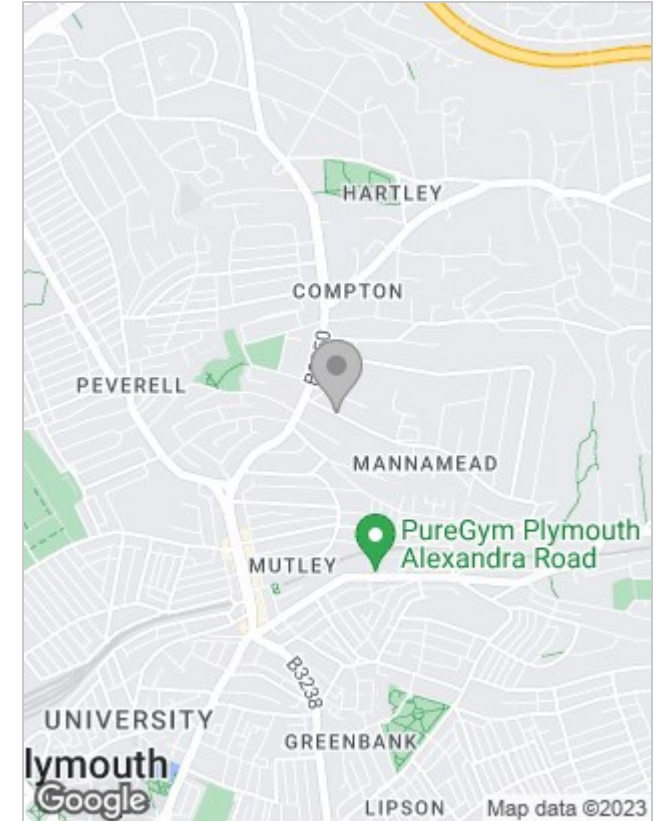 HARTLEY
COMPTON
PEVERELL
MANNAMEAD
PureGym Plymouth
Alexandra Road
MUTLEY
B3238
UNIVERSITY
GREENBANK
lymouth
Google
LIPSON
Map data ©2023